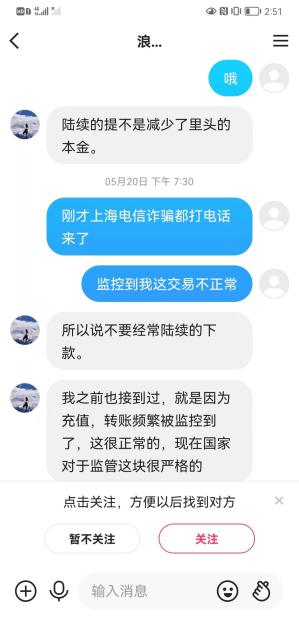 2:51
浪...
哦
陆续的提不是减少了里头的
本金。
05月20日 下午 7:30
刚才上海电信诈骗都打电话
来了
监控到我这交易不正常
所以说不要经常陆续的下
款。
我之前也接到过，就是因为
充值，转账频繁被监控到
了，这很正常的，现在国家
对于监管这块很严格的
点击关注，方便以后找到对方
暂不关注
关注
输入消息